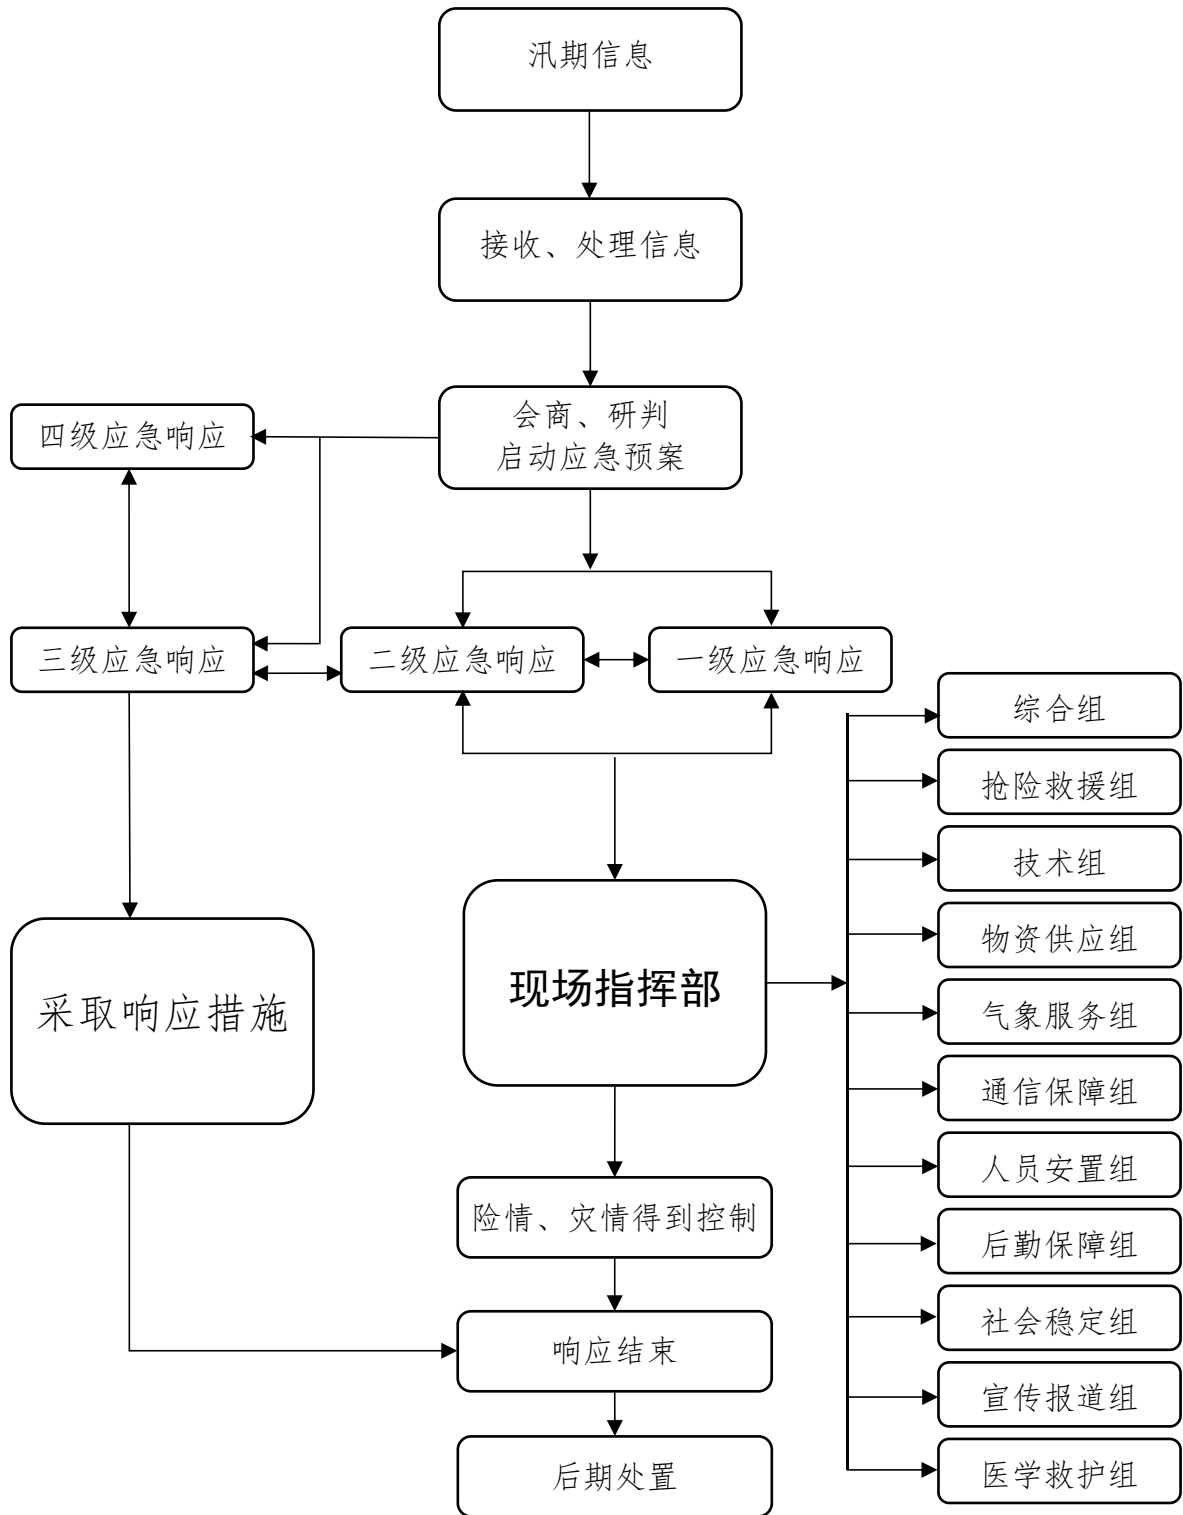 汛期信息
接收、处理信息
会商、研判
启动应急预案
四级应急响应
三级应急响应
二级应急响应
一级应急响应
综合组
抢险救援组
技术组
物资供应组
气象服务组
通信保障组
人员安置组
后勤保障组
社会稳定组
宣传报道组
医学救护组
采取响应措施
现场指挥部
险情、灾情得到控制
响应结束
后期处置